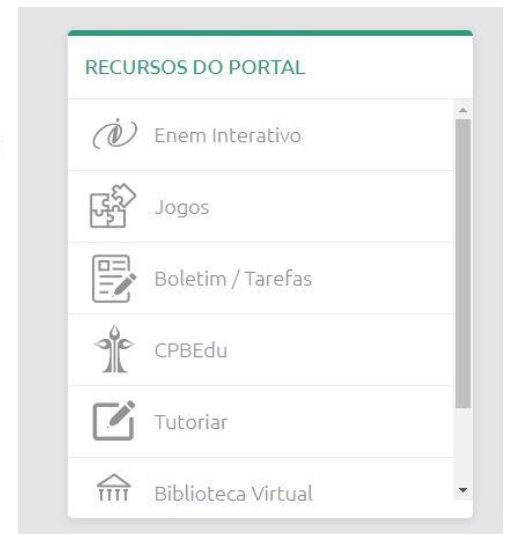 RECURSOS DO PORTAL
Enem Interativo
Jogos
Boletim / Tarefas
CPBEdu
Tutoriar
Biblioteca Virtual